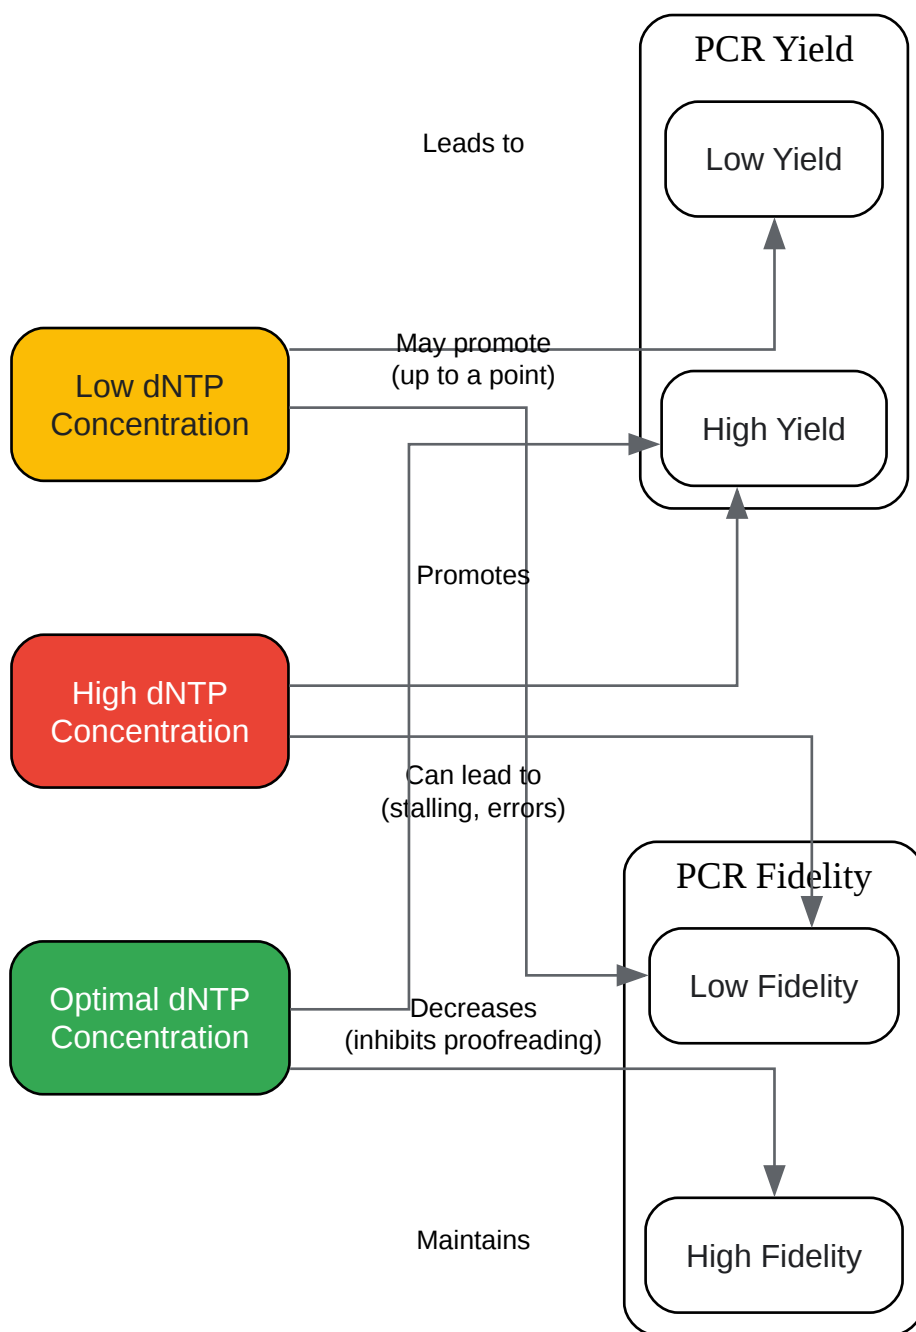 PCR Yield
Leads to
Low Yield
Low dNTP
Concentration
May promote
(up to a point)
High Yield
Promotes
High dNTP
Concentration
Can lead to
(stalling, errors)
PCR Fidelity
Low Fidelity
Optimal dNTP
Concentration
Decreases
(inhibits proofreading)
Maintains
High Fidelity